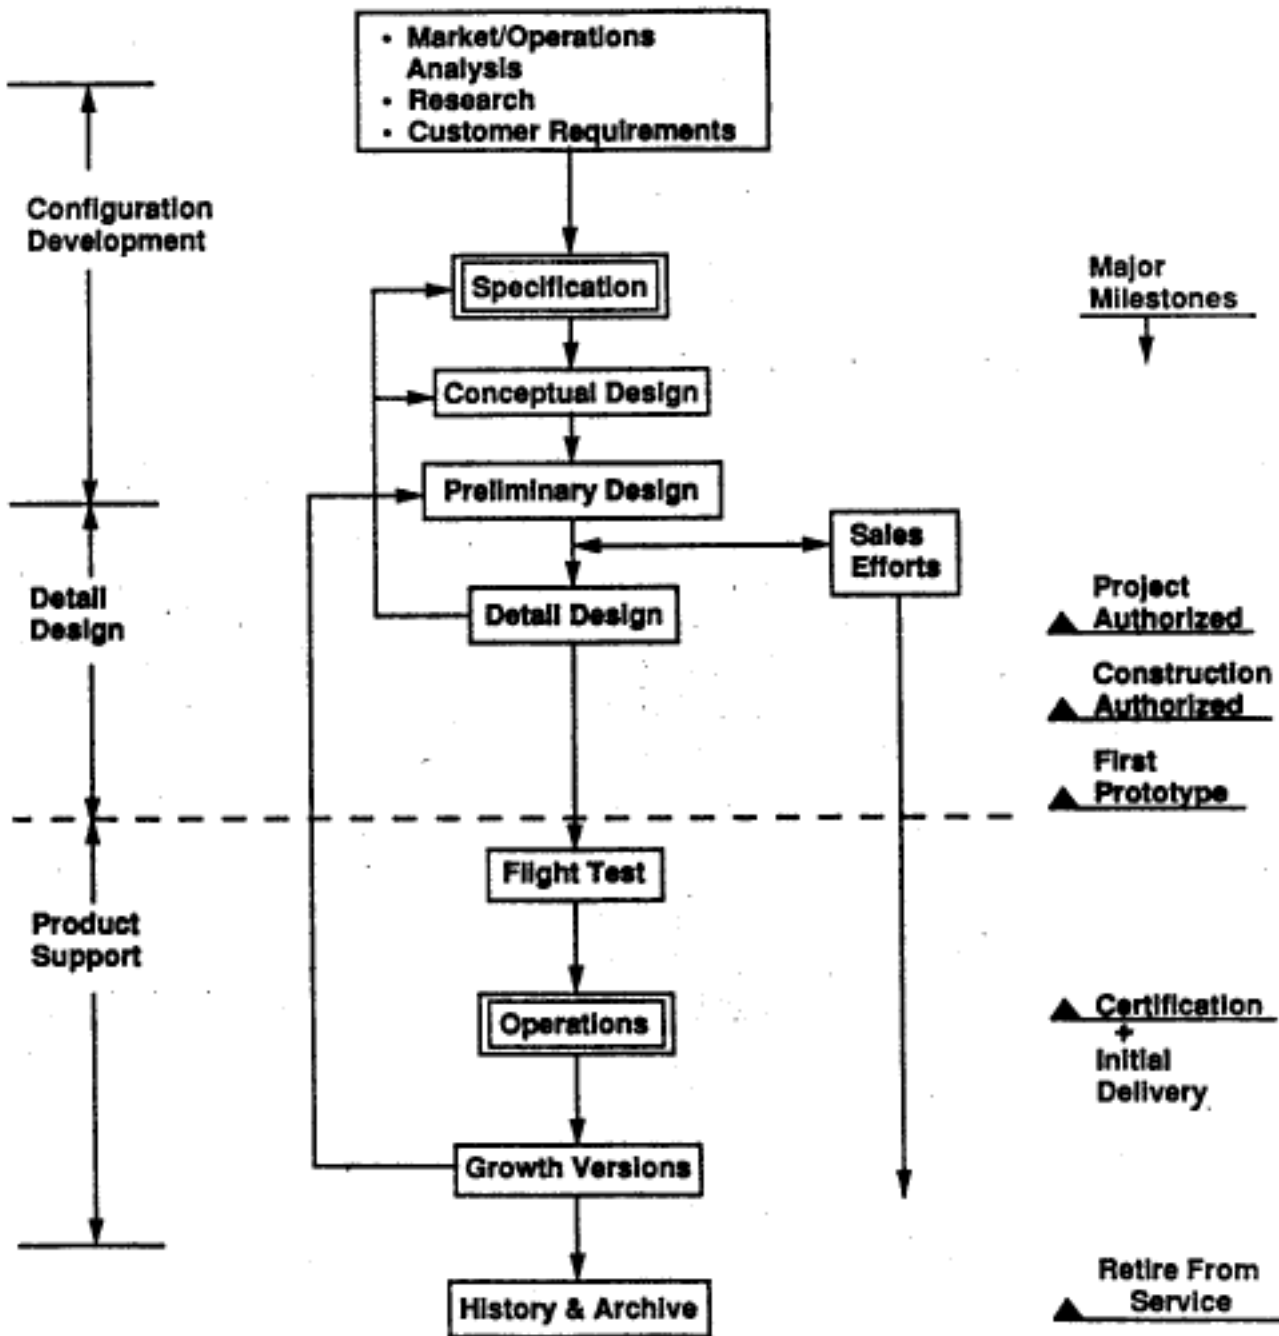 • Market/Operations
Analysis
• Research
• Customer Requirements
Configuration
Development
Specification
Major
Milestones
Conceptual Design
Preliminary Design
Sales
Efforts
Detail
Design
Detail Design
Project
Authorized
Construction
Authorized
First
Prototype
Flight Test
Product
Support
Operations
Certification
+
Initial
Delivery
Growth Versions
Retire From
Service
History & Archive